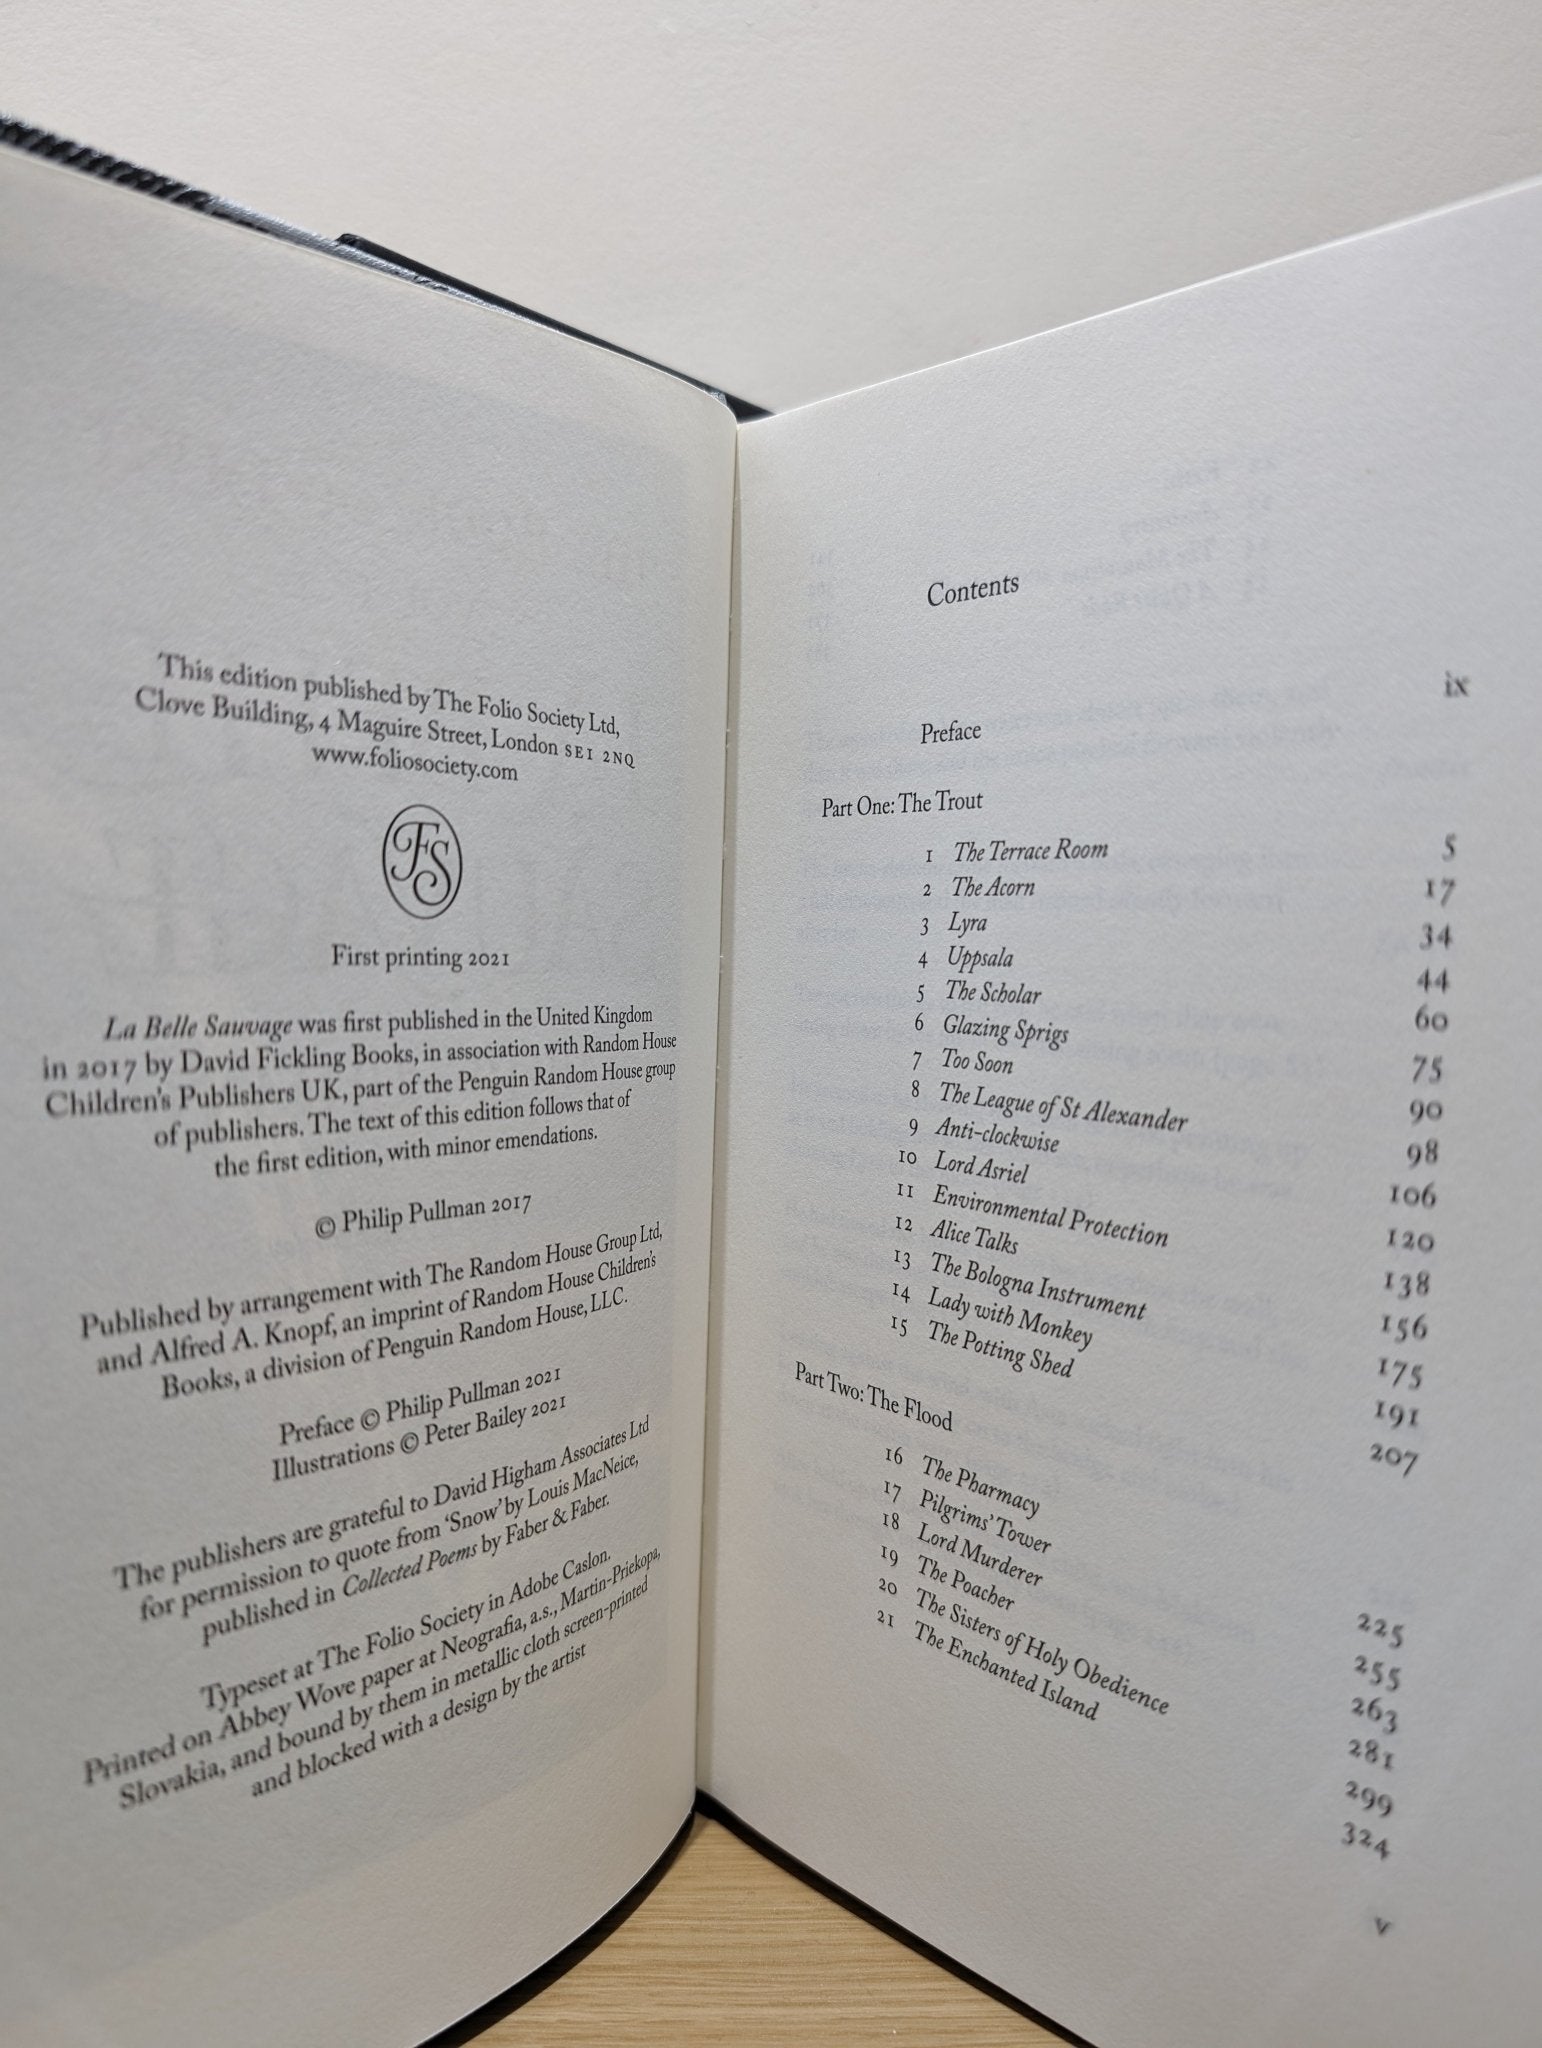 This edition published by The Folio Society Ltd,
Clove Building, 4 Maguire Street, London SE1 2NQ
www.foliosociety.com
FS
First printing 2021
La Belle Sauvage was first published in the United Kingdom
in 2017 by David Fickling Books, in association with Random House
Children's Publishers UK, part of the Penguin Random House group
of publishers. The text of this edition follows that of
the first edition, with minor emendations.
© Philip Pullman 2017
Published by arrangement with The Random House Group Ltd,
and Alfred A. Knopf, an imprint of Random House Children's
Books, a division of Penguin Random House, LLC.
Preface © Philip Pullman 2021
Illustrations © Peter Bailey 2021
The publishers are grateful to David Higham Associates Ltd
for permission to quote from ‘Snow’ by Louis MacNeice,
published in Collected Poems by Faber & Faber.
Typeset at The Folio Society in Adobe Caslon.
Printed on Abbey Wove paper at Neografia, a.s., Martin-Priekopa,
Slovakia, and bound by them in metallic cloth screen-printed
and blocked with a design by the artist
Contents
Preface ix
Part One: The Trout
1 The Terrace Room 5
2 The Acorn 17
3 Lyra 34
4 Uppsala 44
5 The Scholar 60
6 Glazing Sprigs 75
7 Too Soon 90
8 The League of St Alexander 98
9 Anti-clockwise 106
10 Lord Asriel 120
11 Environmental Protection 138
12 Alice Talks 156
13 The Bologna Instrument 175
14 Lady with Monkey 191
15 The Potting Shed 207
Part Two: The Flood
16 The Pharmacy 225
17 Pilgrims’ Tower 255
18 Lord Murderer 263
19 The Poacher 281
20 The Sisters of Holy Obedience 299
21 The Enchanted Island 324
v